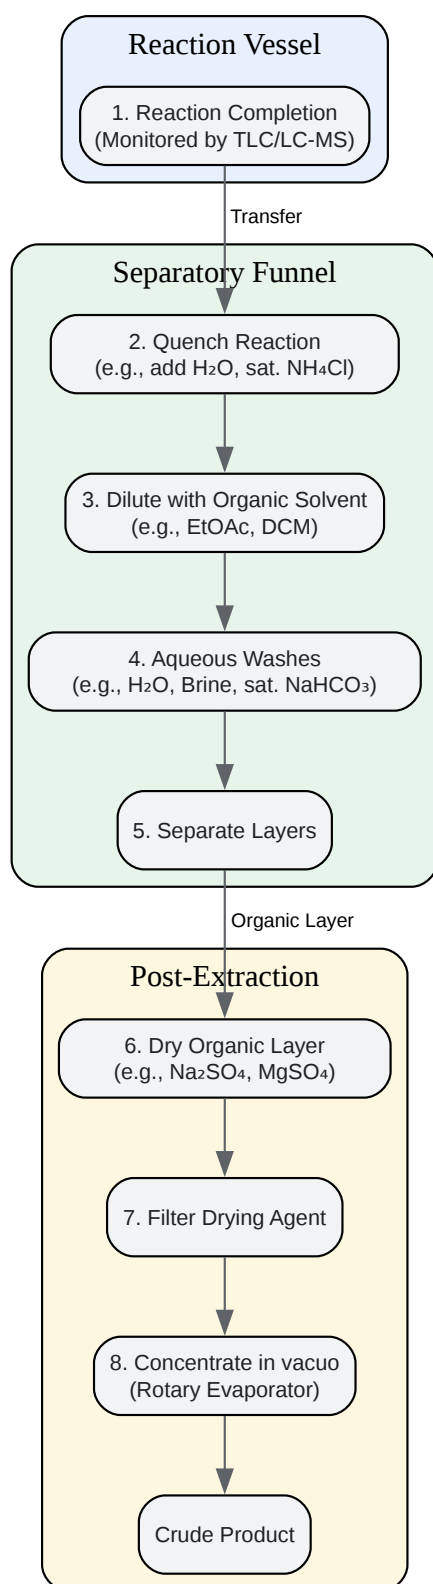 Reaction Vessel
1. Reaction Completion
(Monitored by TLC/LC-MS)
Transfer
Separatory Funnel
2. Quench Reaction
(e.g., add H₂O, sat. NH₄Cl)
3. Dilute with Organic Solvent
(e.g., EtOAc, DCM)
4. Aqueous Washes
(e.g., H₂O, Brine, sat. NaHCO₃)
5. Separate Layers
Organic Layer
Post-Extraction
6. Dry Organic Layer
(e.g., Na₂SO₄, MgSO₄)
7. Filter Drying Agent
8. Concentrate in vacuo
(Rotary Evaporator)
Crude Product